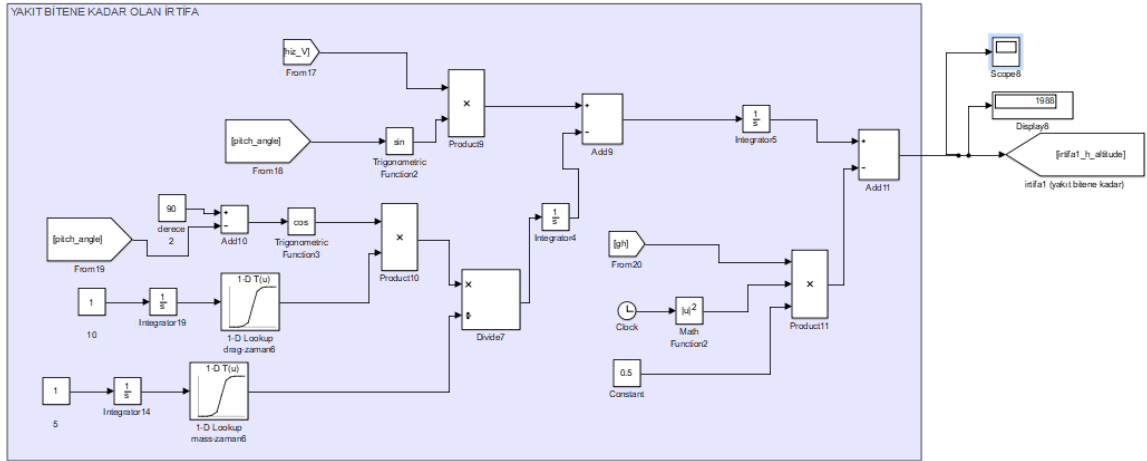 YAKIT BİTENE KADAR OLAN İRTİFA
[hiz_V]
From17
[pitch_angle]
From18
sin
Trigonometric
Function2
×
Product9
+
-
Add9
1
s
Integrator5
+
-
Add11
Scope8
1988
Display8
[irtifa1_h_altitude]
irtifa1 (yakıt bitene kadar)
[pitch_angle]
From19
90
derece
2
+
-
Add10
cos
Trigonometric
Function3
×
Product10
1
s
Integrator4
1
10
1
s
Integrator19
1-D T(u)
1-D Lookup
drag-zaman6
×
÷
Divide7
1
5
1
s
Integrator14
1-D T(u)
1-D Lookup
mass-zaman6
[gh]
From20
Clock
|u|²
Math
Function2
0.5
Constant
×
Product11